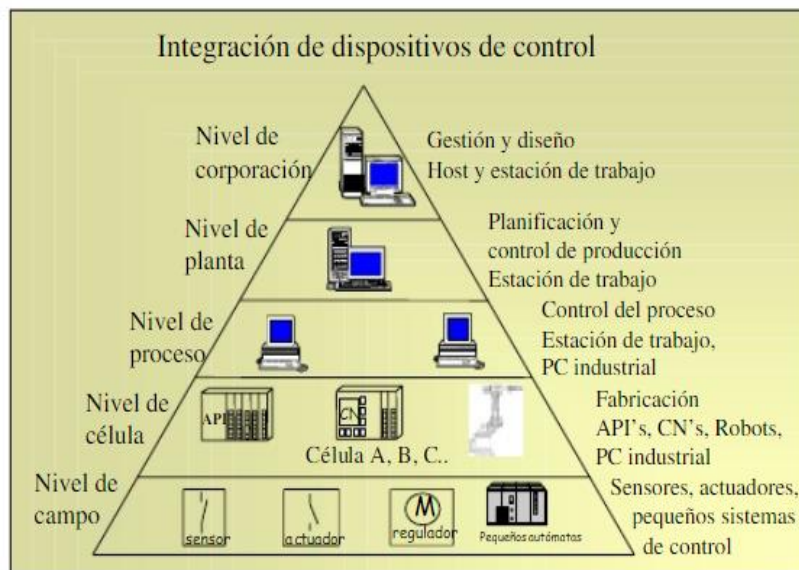 Integración de dispositivos de control
Nivel de
corporación
Gestión y diseño
Host y estación de trabajo
Nivel de
planta
Planificación y
control de producción
Estación de trabajo
Nivel de
proceso
Control del proceso
Estación de trabajo,
PC industrial
Nivel de
célula
API
CN
Célula A, B, C..
Fabricación
API's, CN's, Robots,
PC industrial
Nivel de
campo
sensor
actuador
M
regulador
Pequeños autómatas
Sensores, actuadores,
pequeños sistemas
de control